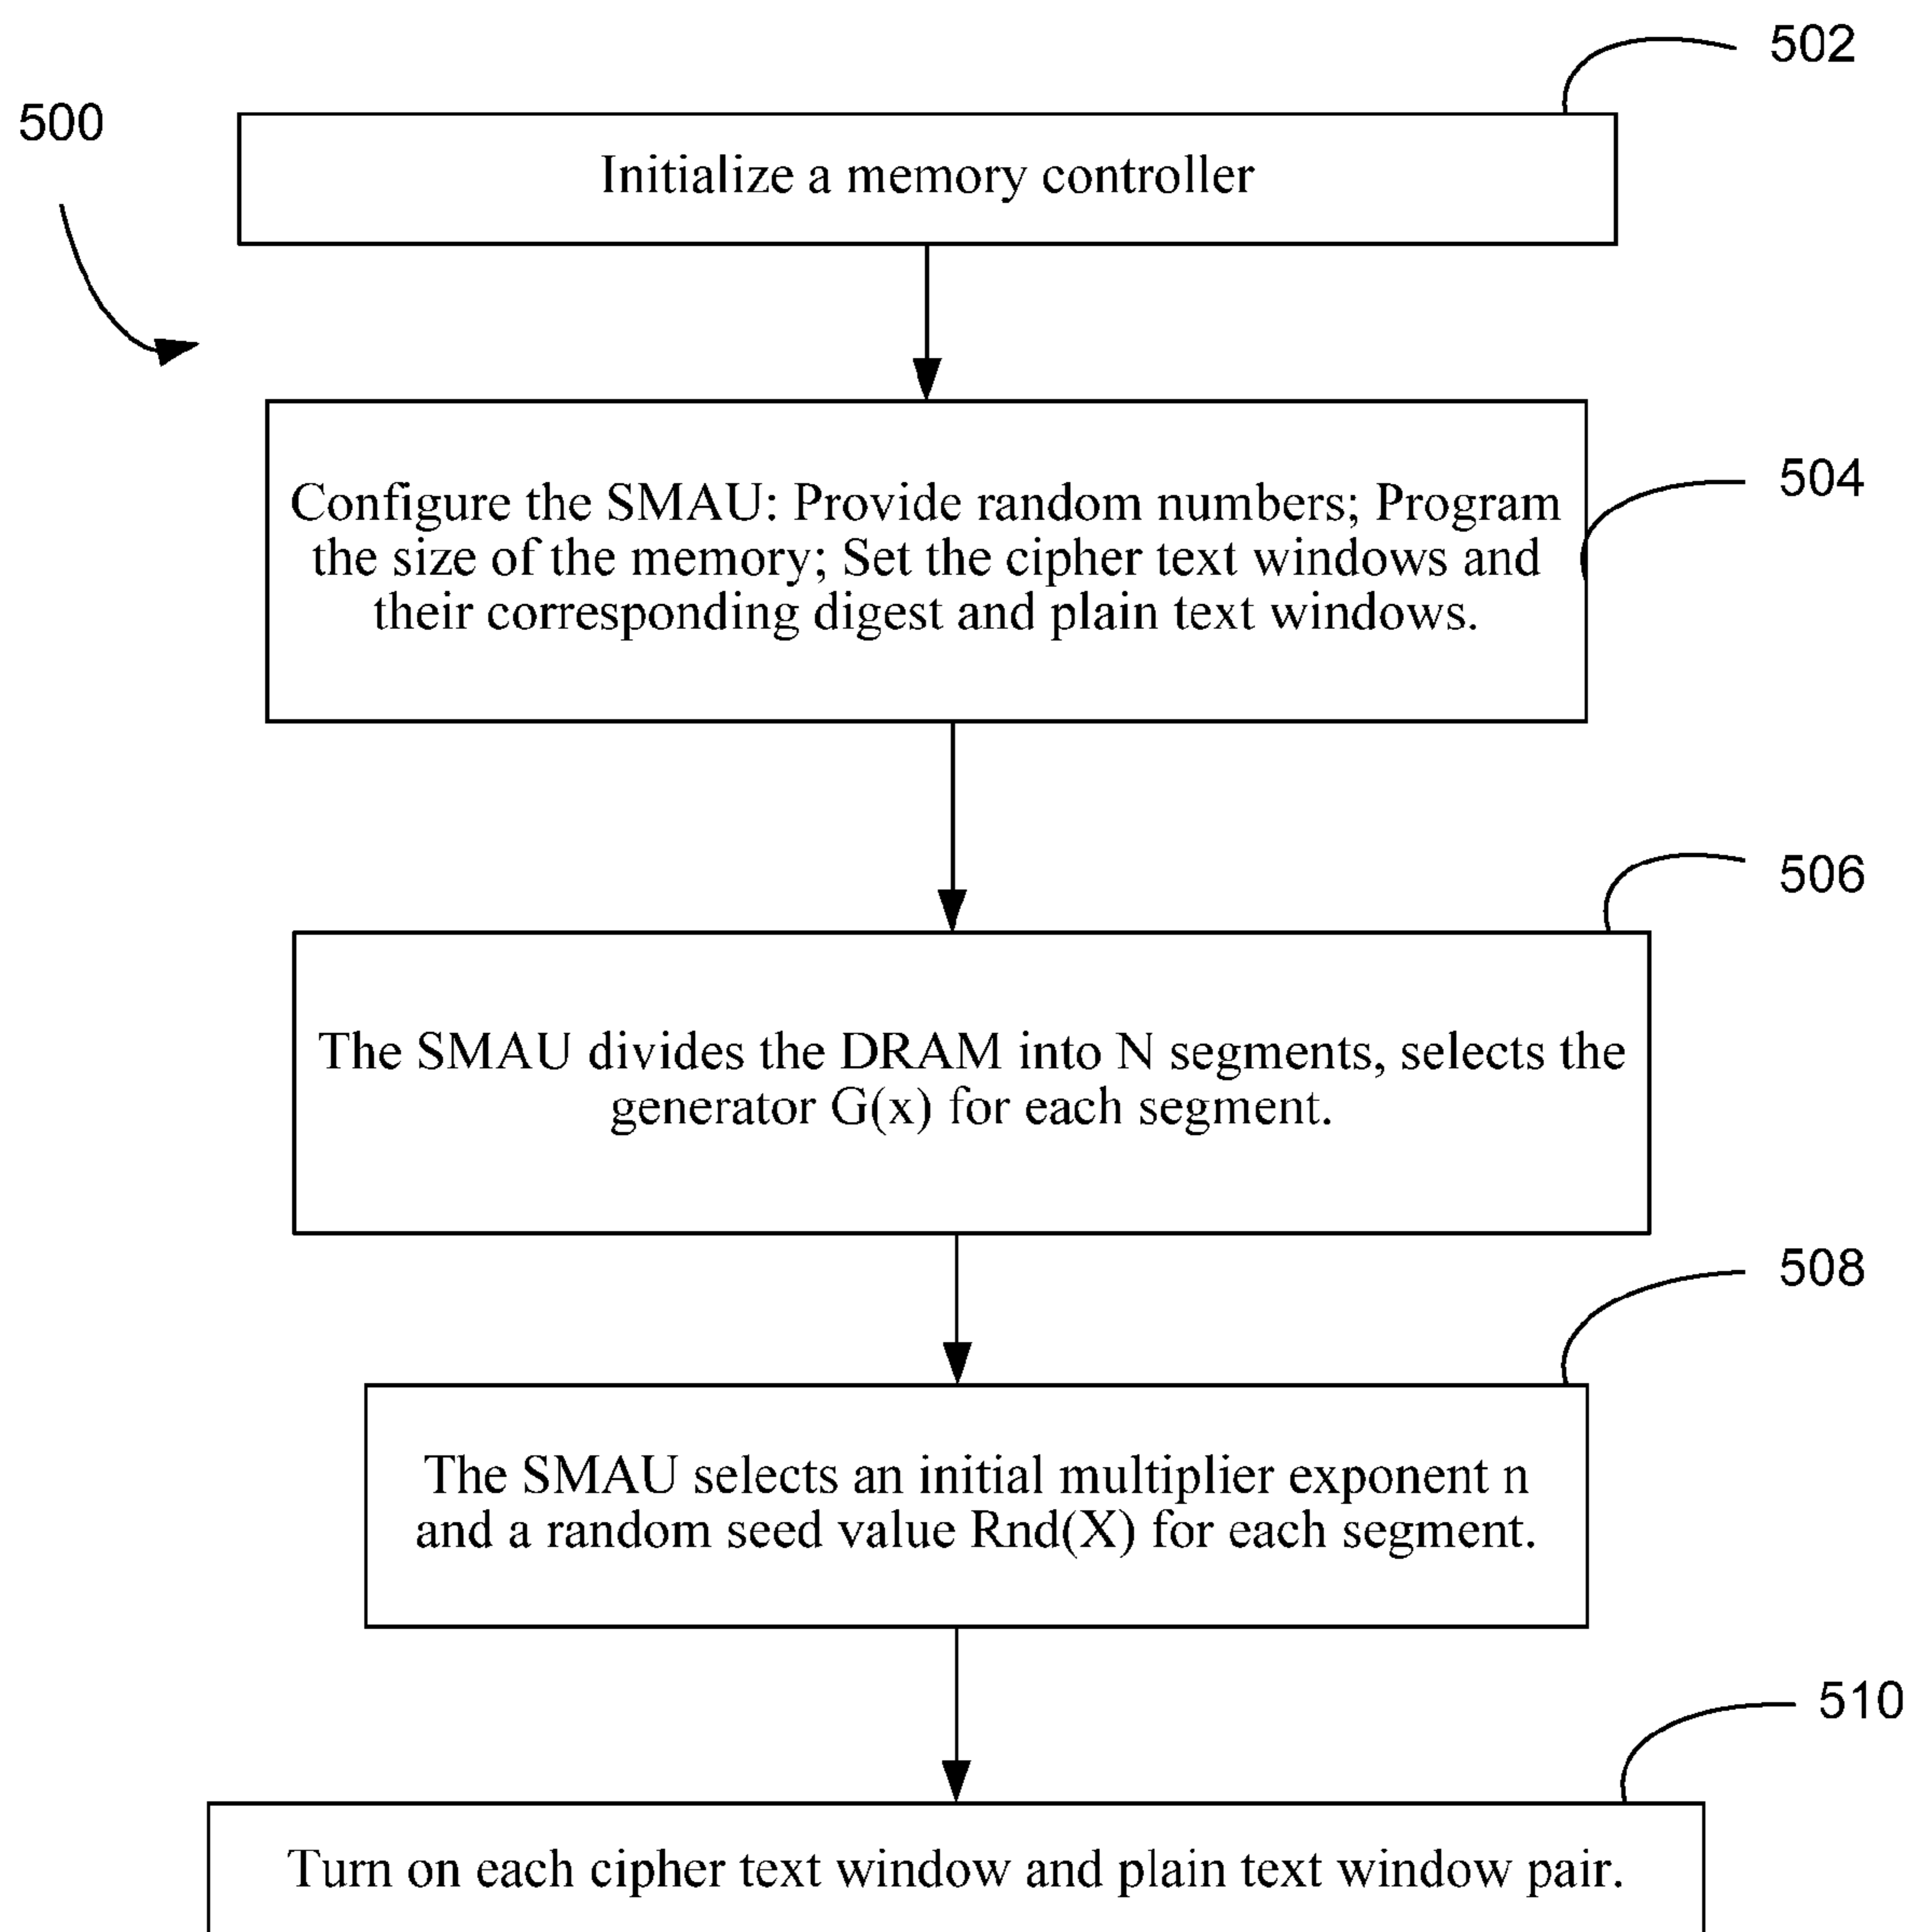 502
500
Initialize a memory controller
504
Configure the SMAU: Provide random numbers; Program
the size of the memory; Set the cipher text windows and
their corresponding digest and plain text windows.
506
The SMAU divides the DRAM into N segments, selects the
generator G(x) for each segment.
508
The SMAU selects an initial multiplier exponent n
and a random seed value Rnd(X) for each segment.
510
Turn on each cipher text window and plain text window pair.